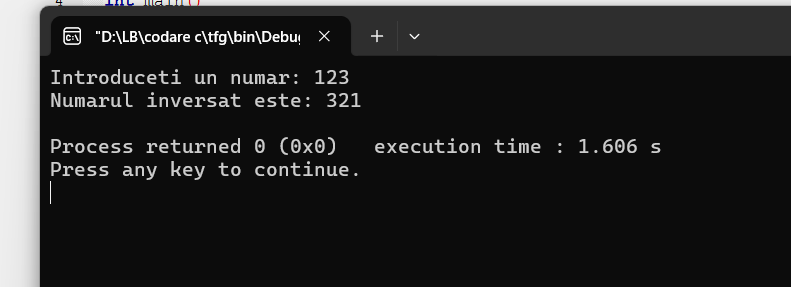 4 int main()
"D:\LB\codare c\tfg\bin\Debu
Introduceti un numar: 123
Numarul inversat este: 321
Process returned 0 (0x0)   execution time : 1.606 s
Press any key to continue.